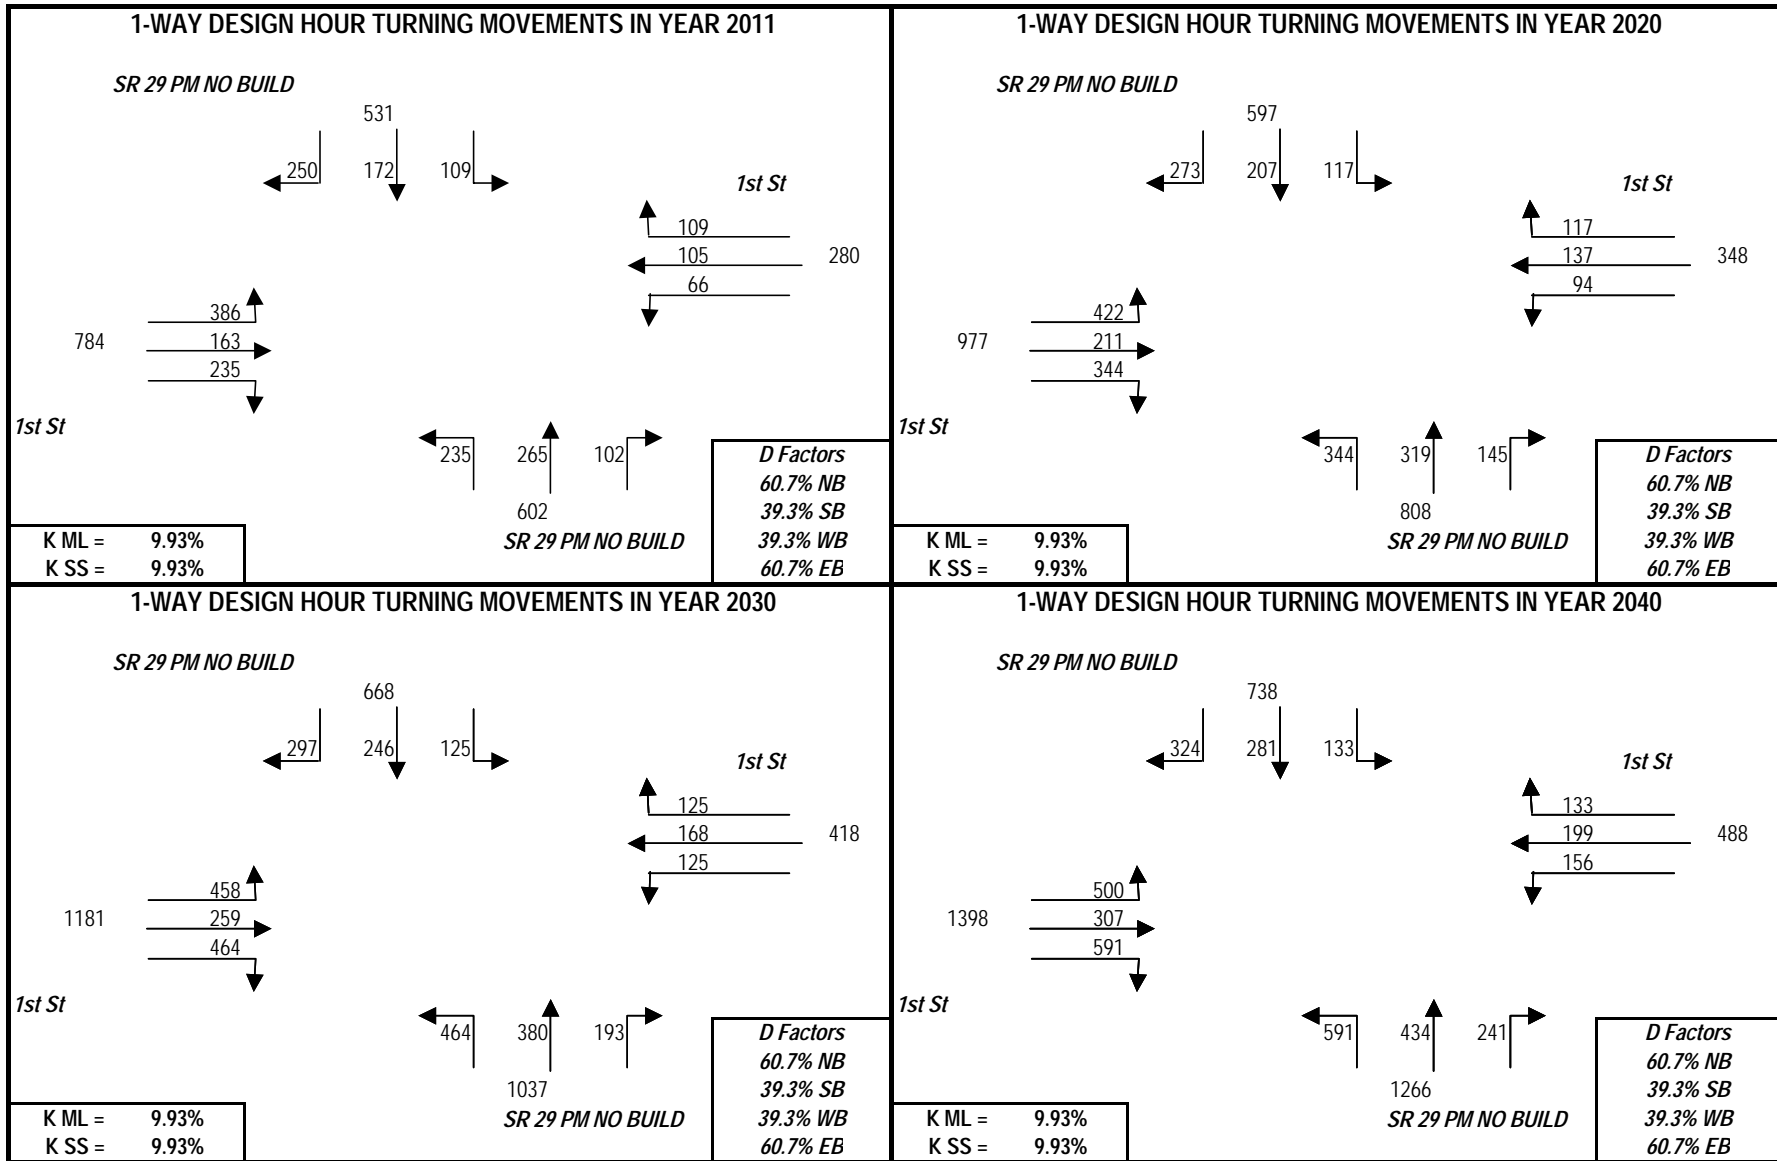 1-WAY DESIGN HOUR TURNING MOVEMENTS IN YEAR 2011
SR 29 PM NO BUILD
531
250 172 109
1st St
109
105 280
66
386
784 163
235
1st St
235 265 102
602
SR 29 PM NO BUILD
D Factors
60.7% NB
39.3% SB
39.3% WB
60.7% EB
K ML = 9.93%
K SS = 9.93%
1-WAY DESIGN HOUR TURNING MOVEMENTS IN YEAR 2020
SR 29 PM NO BUILD
597
273 207 117
1st St
117
137 348
94
422
977 211
344
1st St
344 319 145
808
SR 29 PM NO BUILD
D Factors
60.7% NB
39.3% SB
39.3% WB
60.7% EB
K ML = 9.93%
K SS = 9.93%
1-WAY DESIGN HOUR TURNING MOVEMENTS IN YEAR 2030
SR 29 PM NO BUILD
668
297 246 125
1st St
125
168 418
125
458
1181 259
464
1st St
464 380 193
1037
SR 29 PM NO BUILD
D Factors
60.7% NB
39.3% SB
39.3% WB
60.7% EB
K ML = 9.93%
K SS = 9.93%
1-WAY DESIGN HOUR TURNING MOVEMENTS IN YEAR 2040
SR 29 PM NO BUILD
738
324 281 133
1st St
133
199 488
156
500
1398 307
591
1st St
591 434 241
1266
SR 29 PM NO BUILD
D Factors
60.7% NB
39.3% SB
39.3% WB
60.7% EB
K ML = 9.93%
K SS = 9.93%